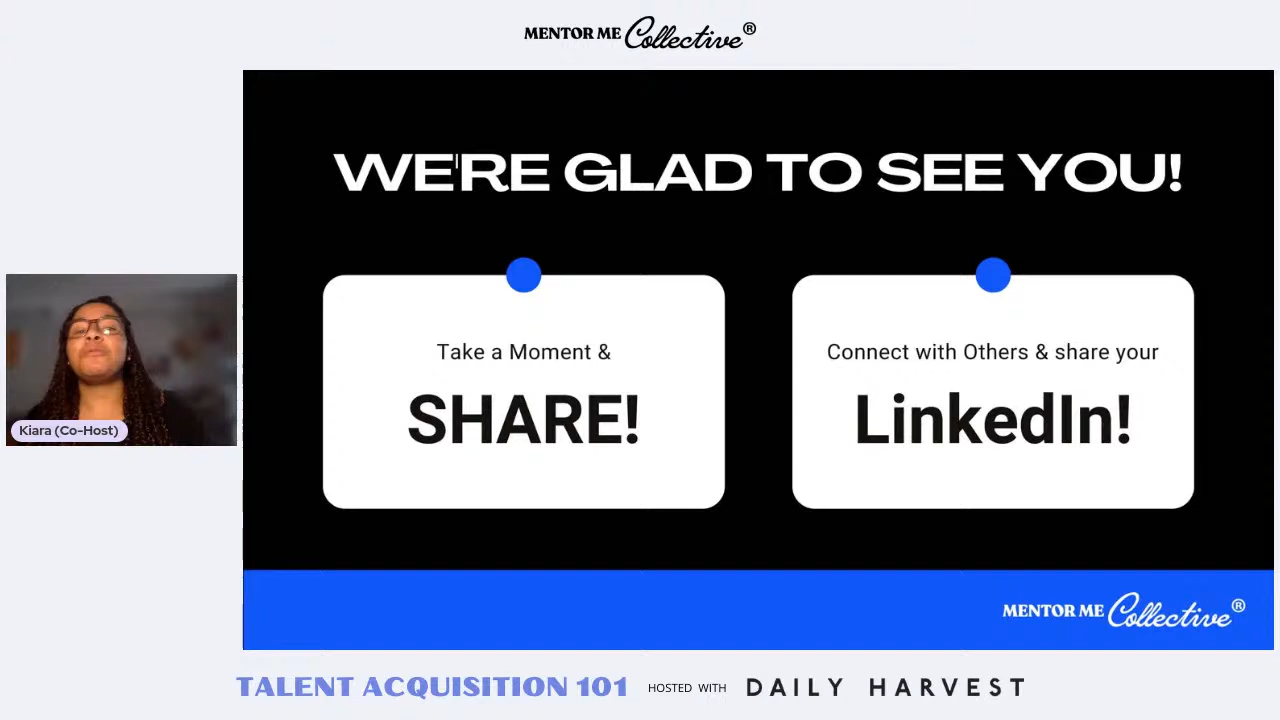 MENTOR ME Collective®
WE'RE GLAD TO SEE YOU!
Take a Moment &
SHARE!
Connect with Others & share your
LinkedIn!
Kiara (Co-Host)
MENTOR ME Collective®
TALENT ACQUISITION 101 HOSTED WITH DAILY HARVEST